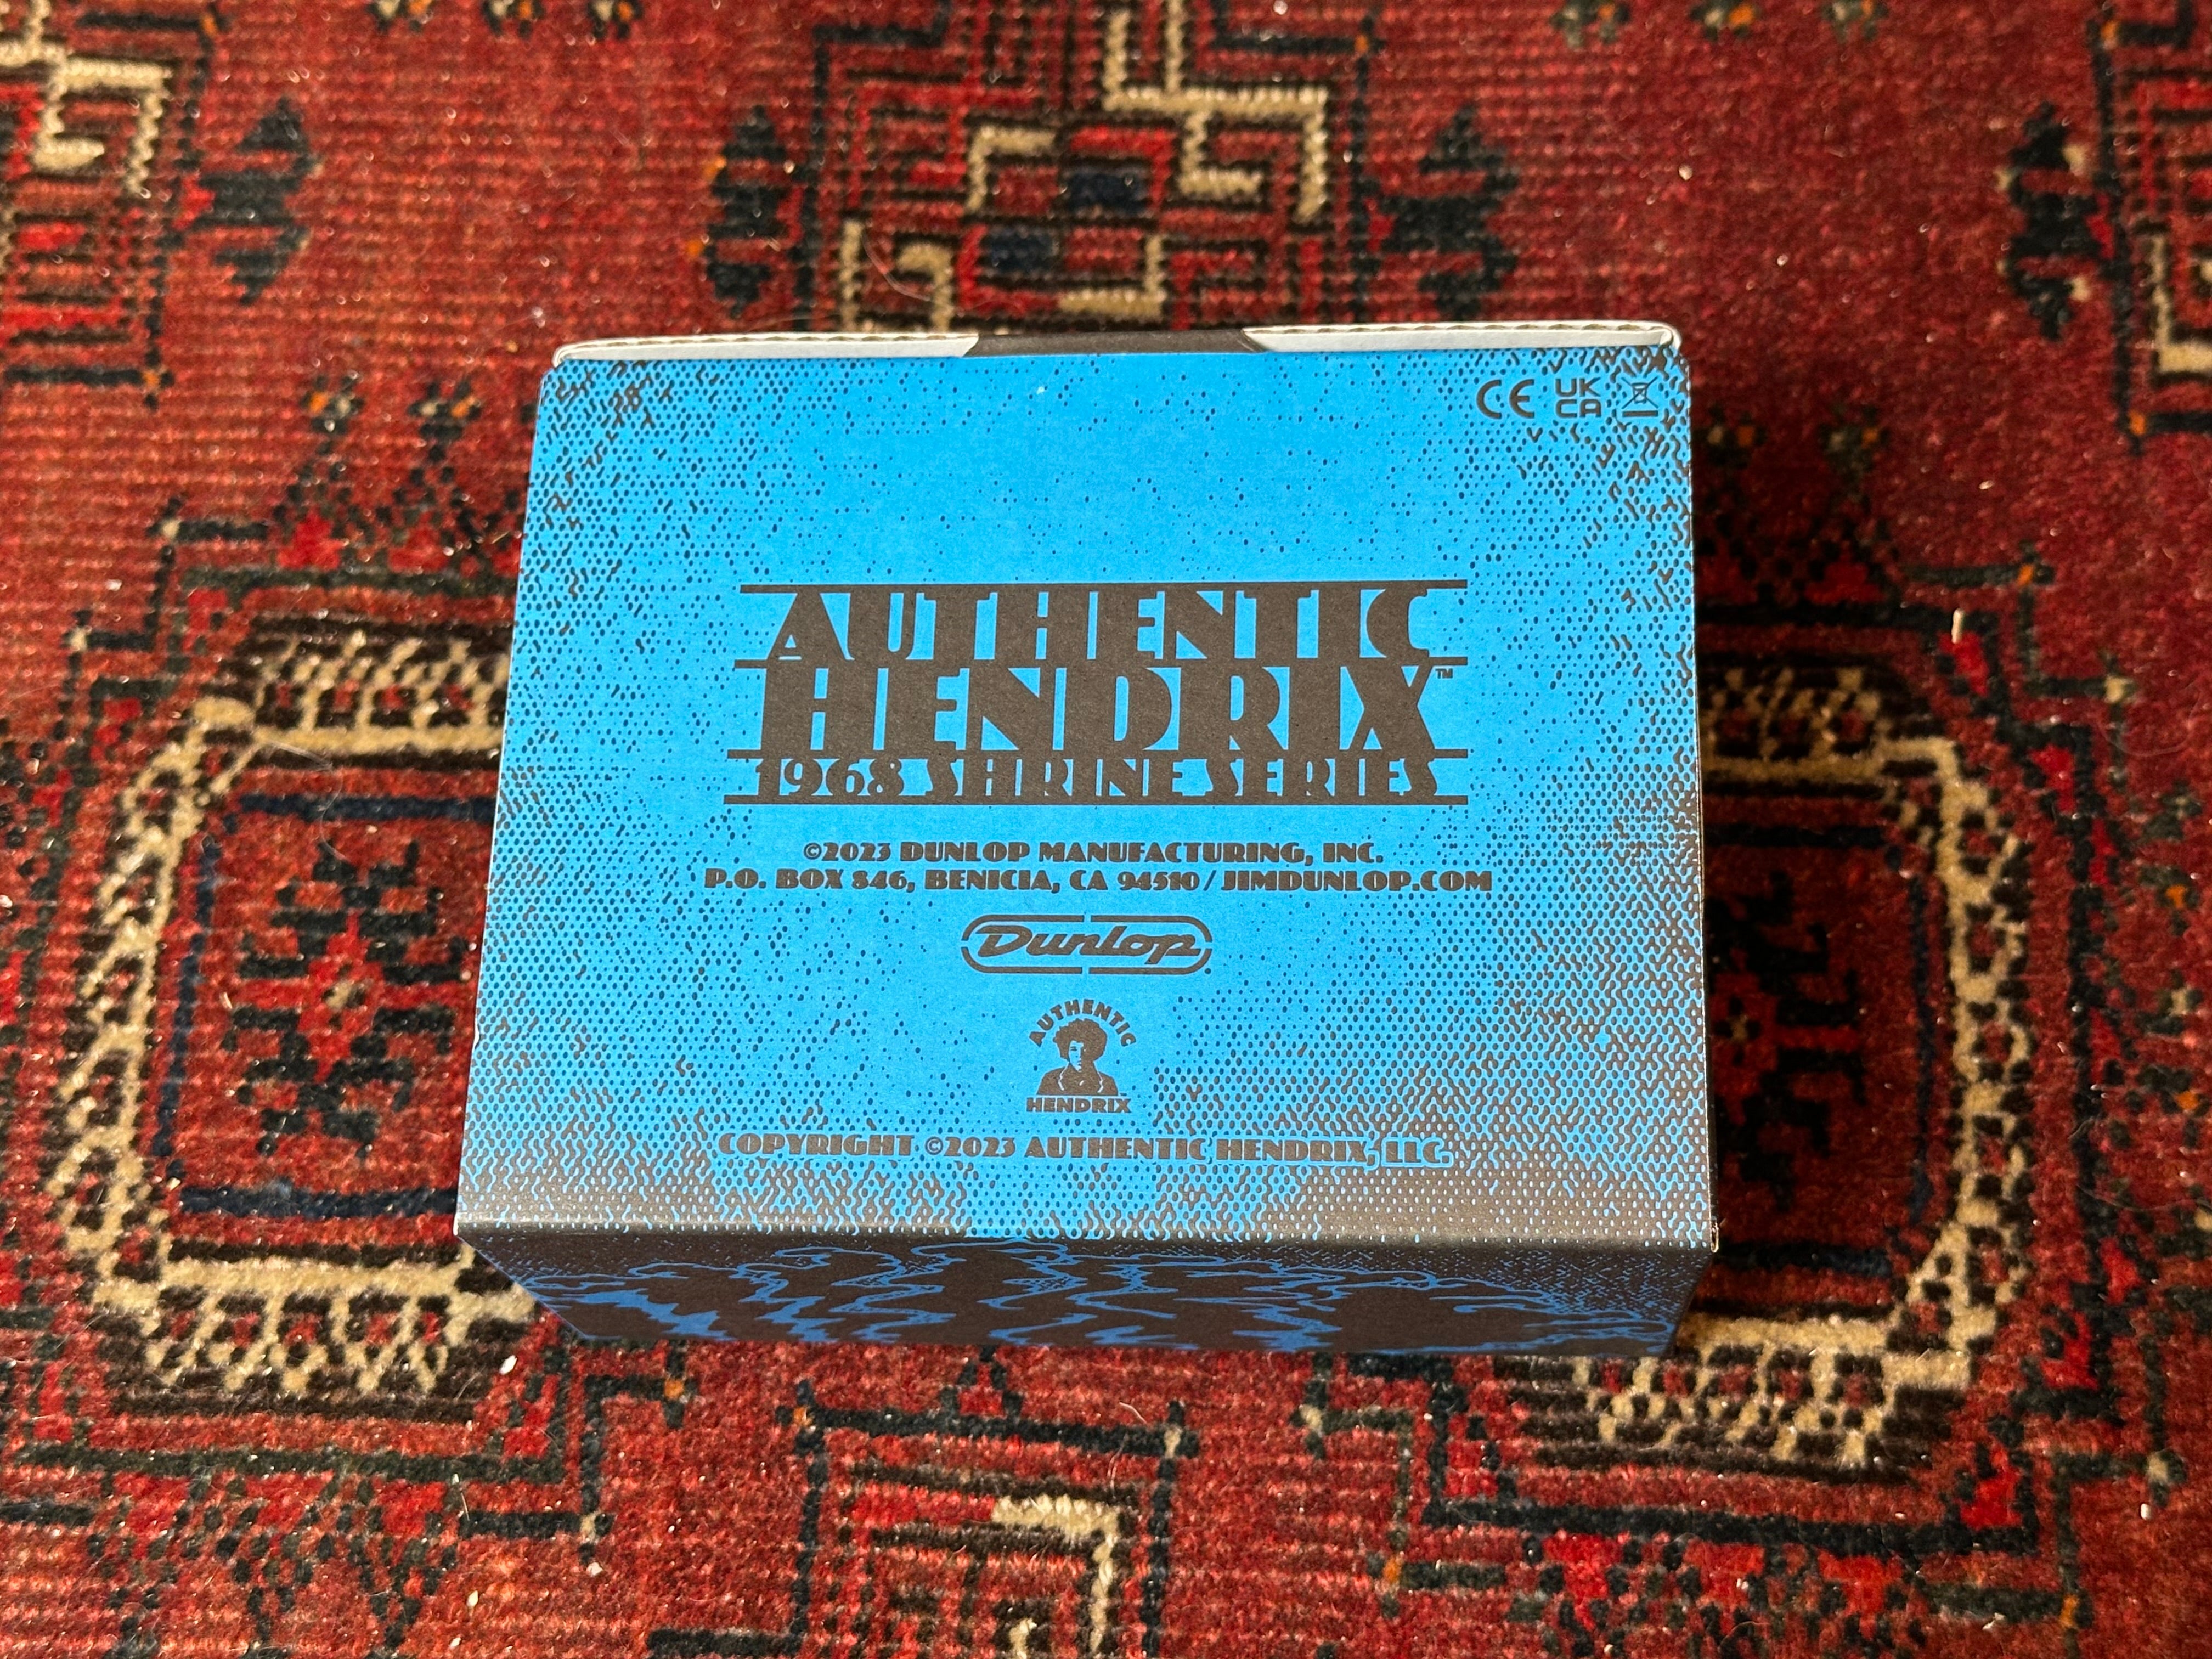 CE UK CA
AUTHENTIC
HENDRIX™
1968 SHRINE SERIES
©2023 DUNLOP MANUFACTURING, INC.
P.O. BOX 846, BENICIA, CA 94510 / JIMDUNLOP.COM
Dunlop
AUTHENTIC
HENDRIX
COPYRIGHT ©2023 AUTHENTIC HENDRIX, LLC.